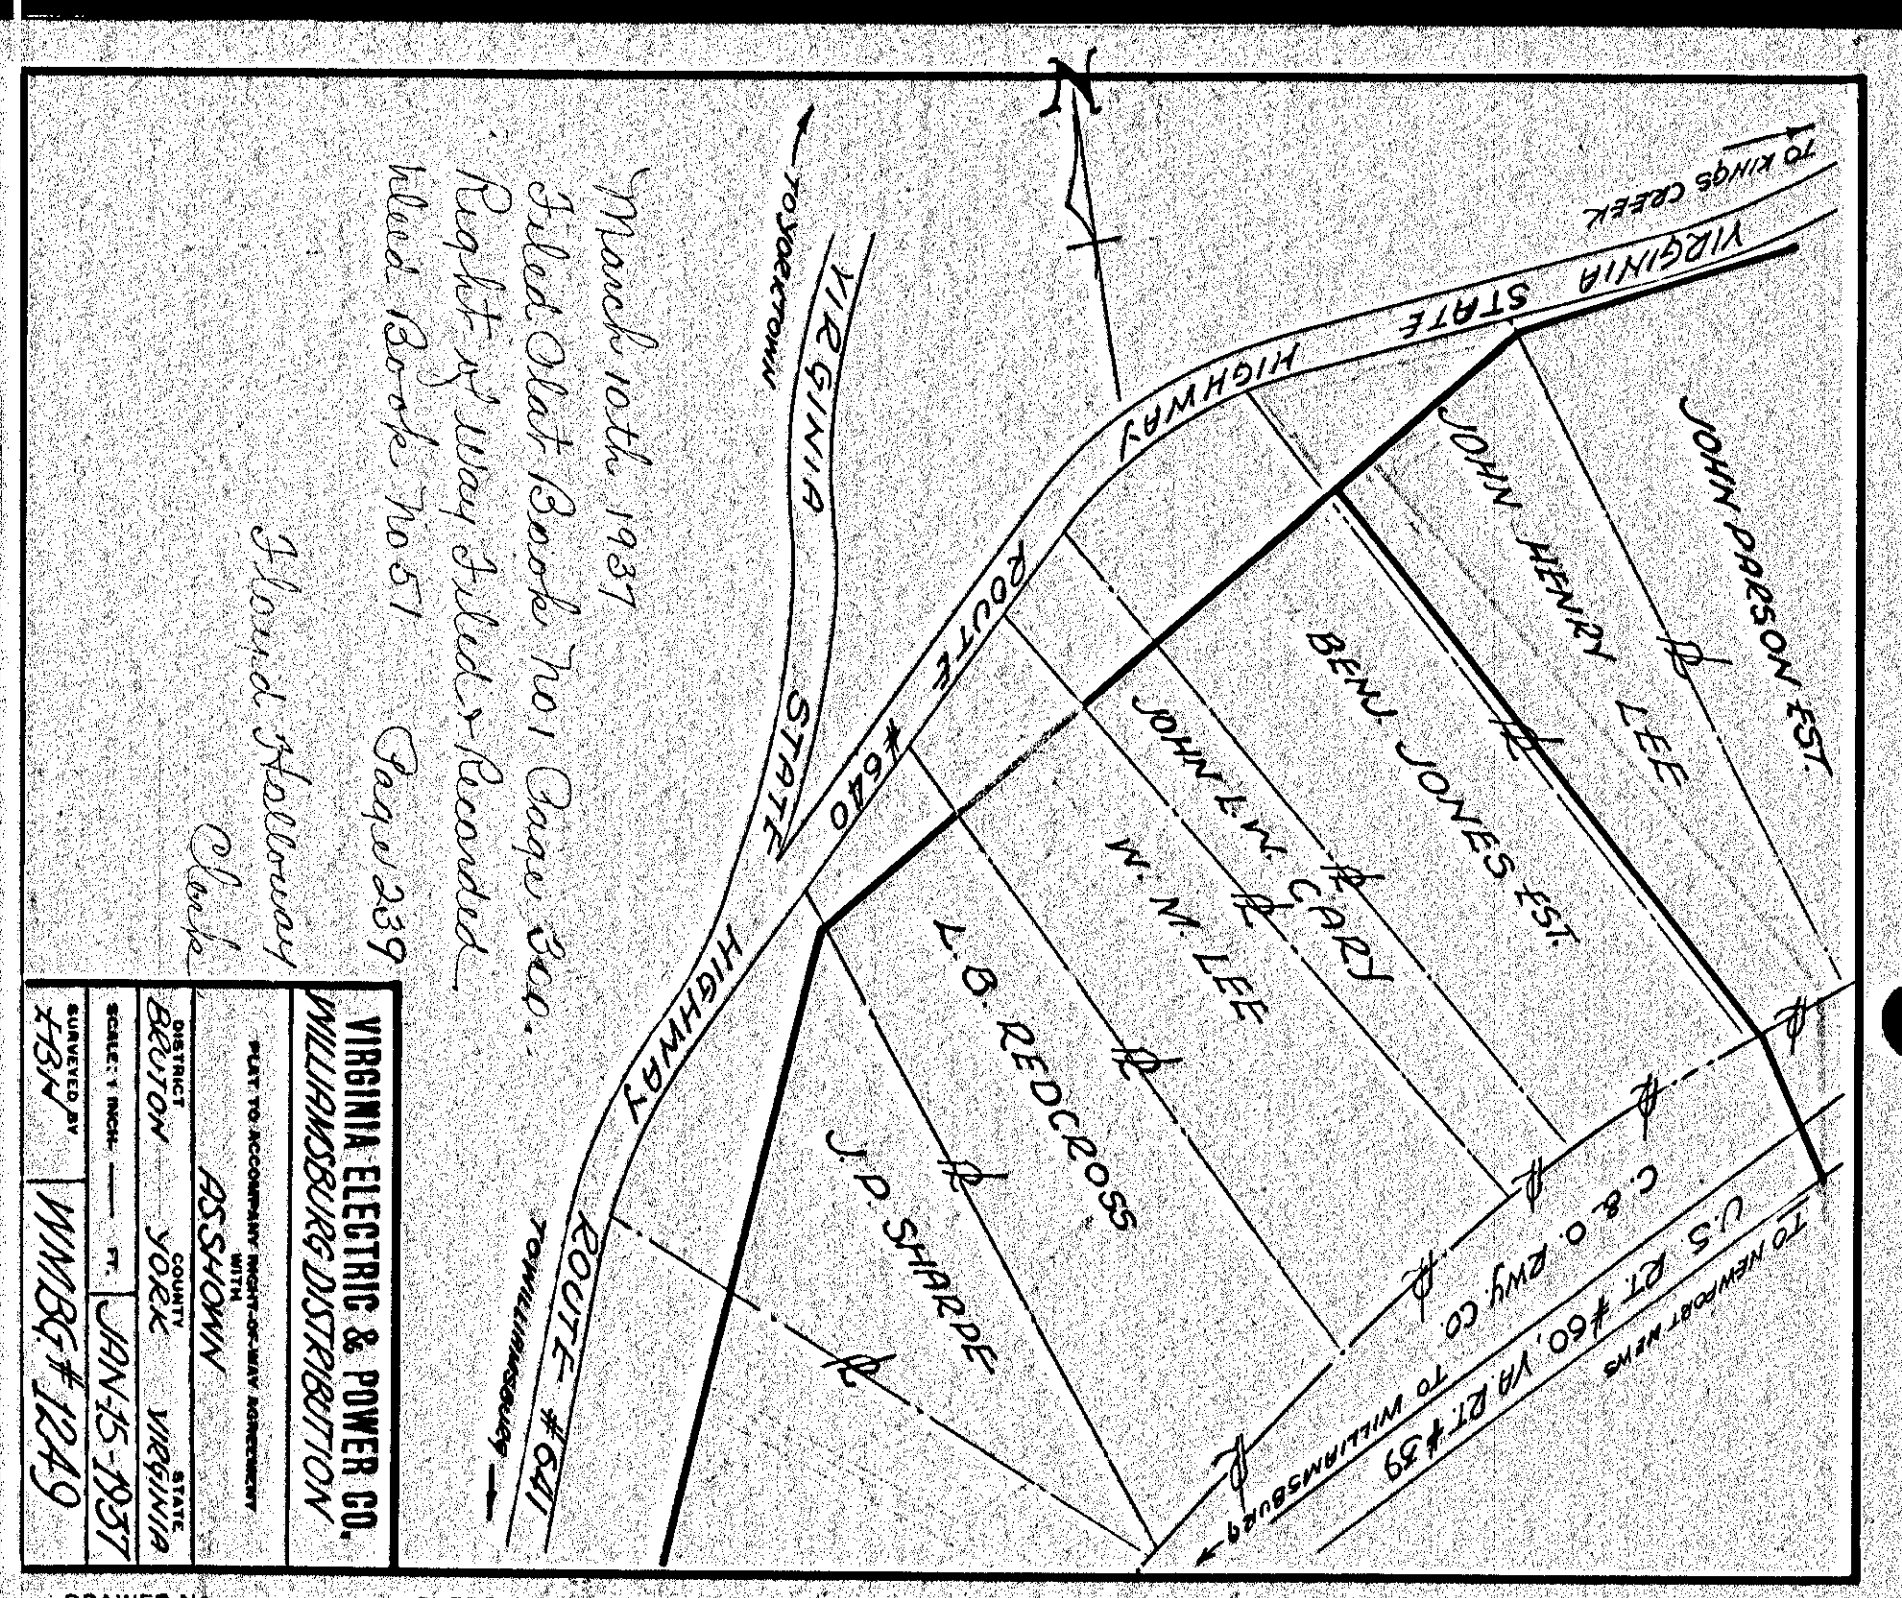 N
TO KINGS CREEK
VIRGINIA STATE HIGHWAY ROUTE #640
TO YORKTOWN
VIRGINIA STATE HIGHWAY ROUTE #641
TO WILLIAMSBURG
JOHN PARSON EST.
JOHN HENRY LEE
BENJ. JONES EST.
JOHN L.W. CARY
W. M. LEE
L. B. REDCROSS
J. P. SHARPE
C. & O. RWY. CO.
TO NEWPORT NEWS
U.S. RT. #60, VA. RT. #39
TO WILLIAMSBURG
March 10th 1937
Filed Plat Book No 1 Page 300.
Right of Way Filed & Recorded
Deed Book No 51 Page 239
Floyd Holloway
Clerk
VIRGINIA ELECTRIC & POWER CO.
WILLIAMSBURG DISTRIBUTION
PLAT TO ACCOMPANY RIGHT-OF-WAY AGREEMENT
WITH
AS SHOWN
DISTRICT COUNTY STATE
BRUTON YORK VIRGINIA
SCALE: 1 INCH FT. JAN-15-1937
SURVEYED BY WMBG.# 1249